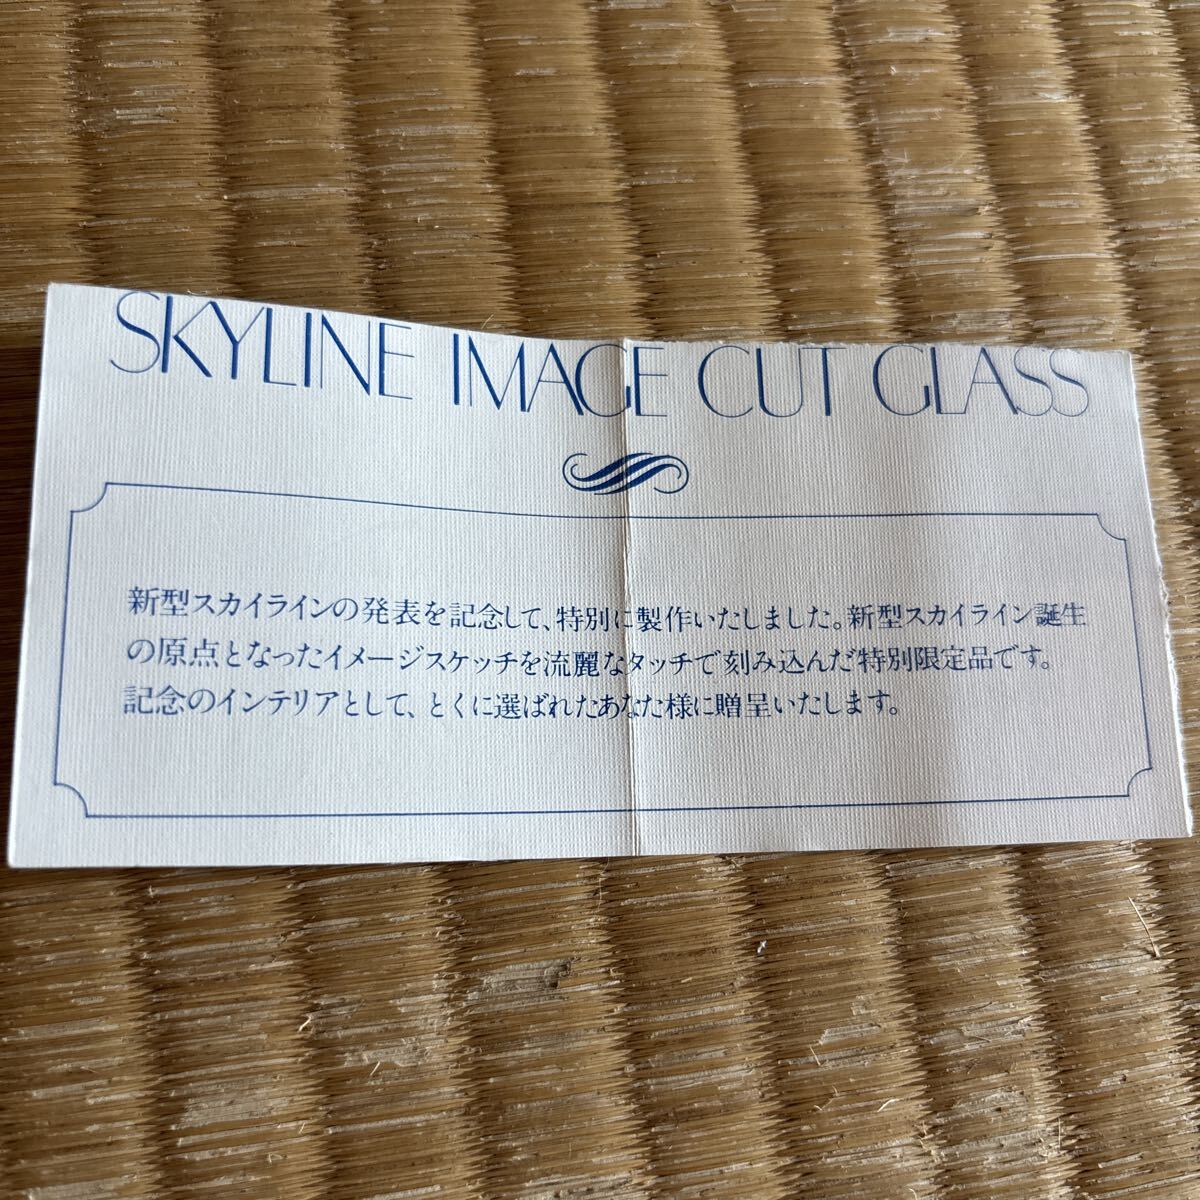 SKYLINE IMAGE CUT GLASS
新型スカイラインの発表を記念して、特別に製作いたしました。新型スカイライン誕生
の原点となったイメージスケッチを流麗なタッチで刻み込んだ特別限定品です。
記念のインテリアとして、とくに選ばれたあなた様に贈呈いたします。